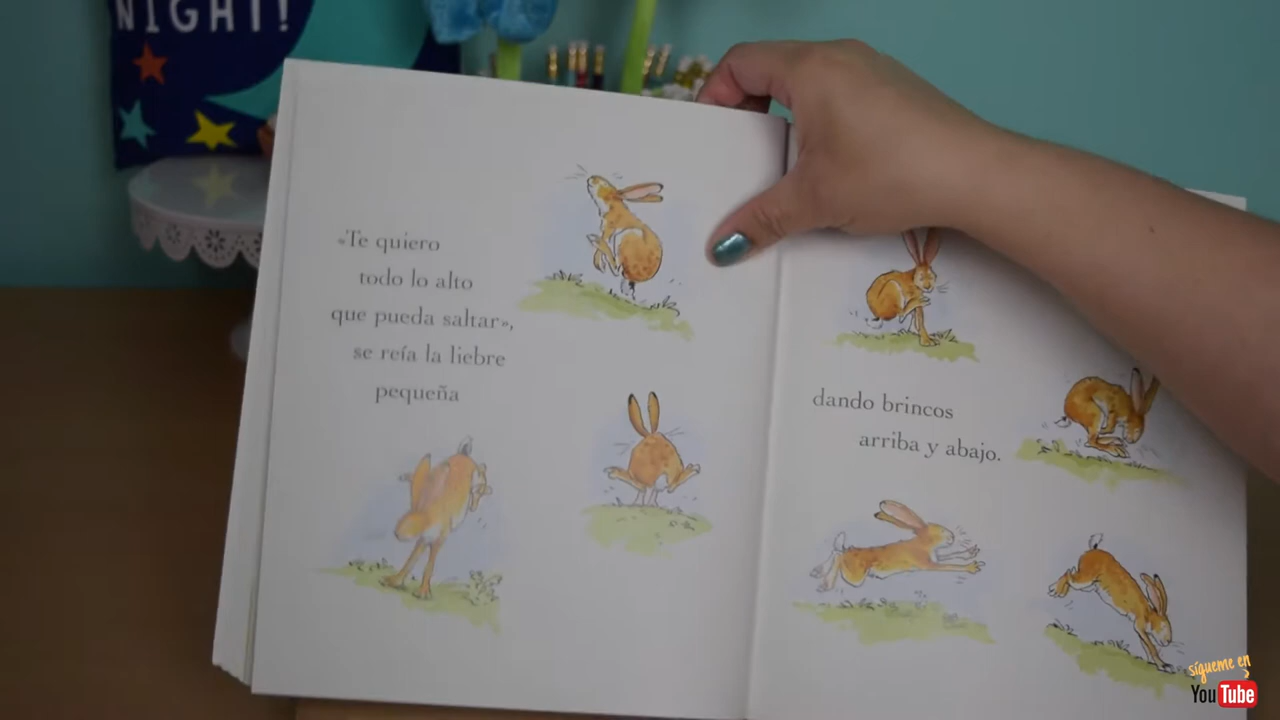 NIGHT!
«Te quiero
todo lo alto
que pueda saltar»,
se reía la liebre
pequeña
dando brincos
arriba y abajo.
sígueme en
YouTube